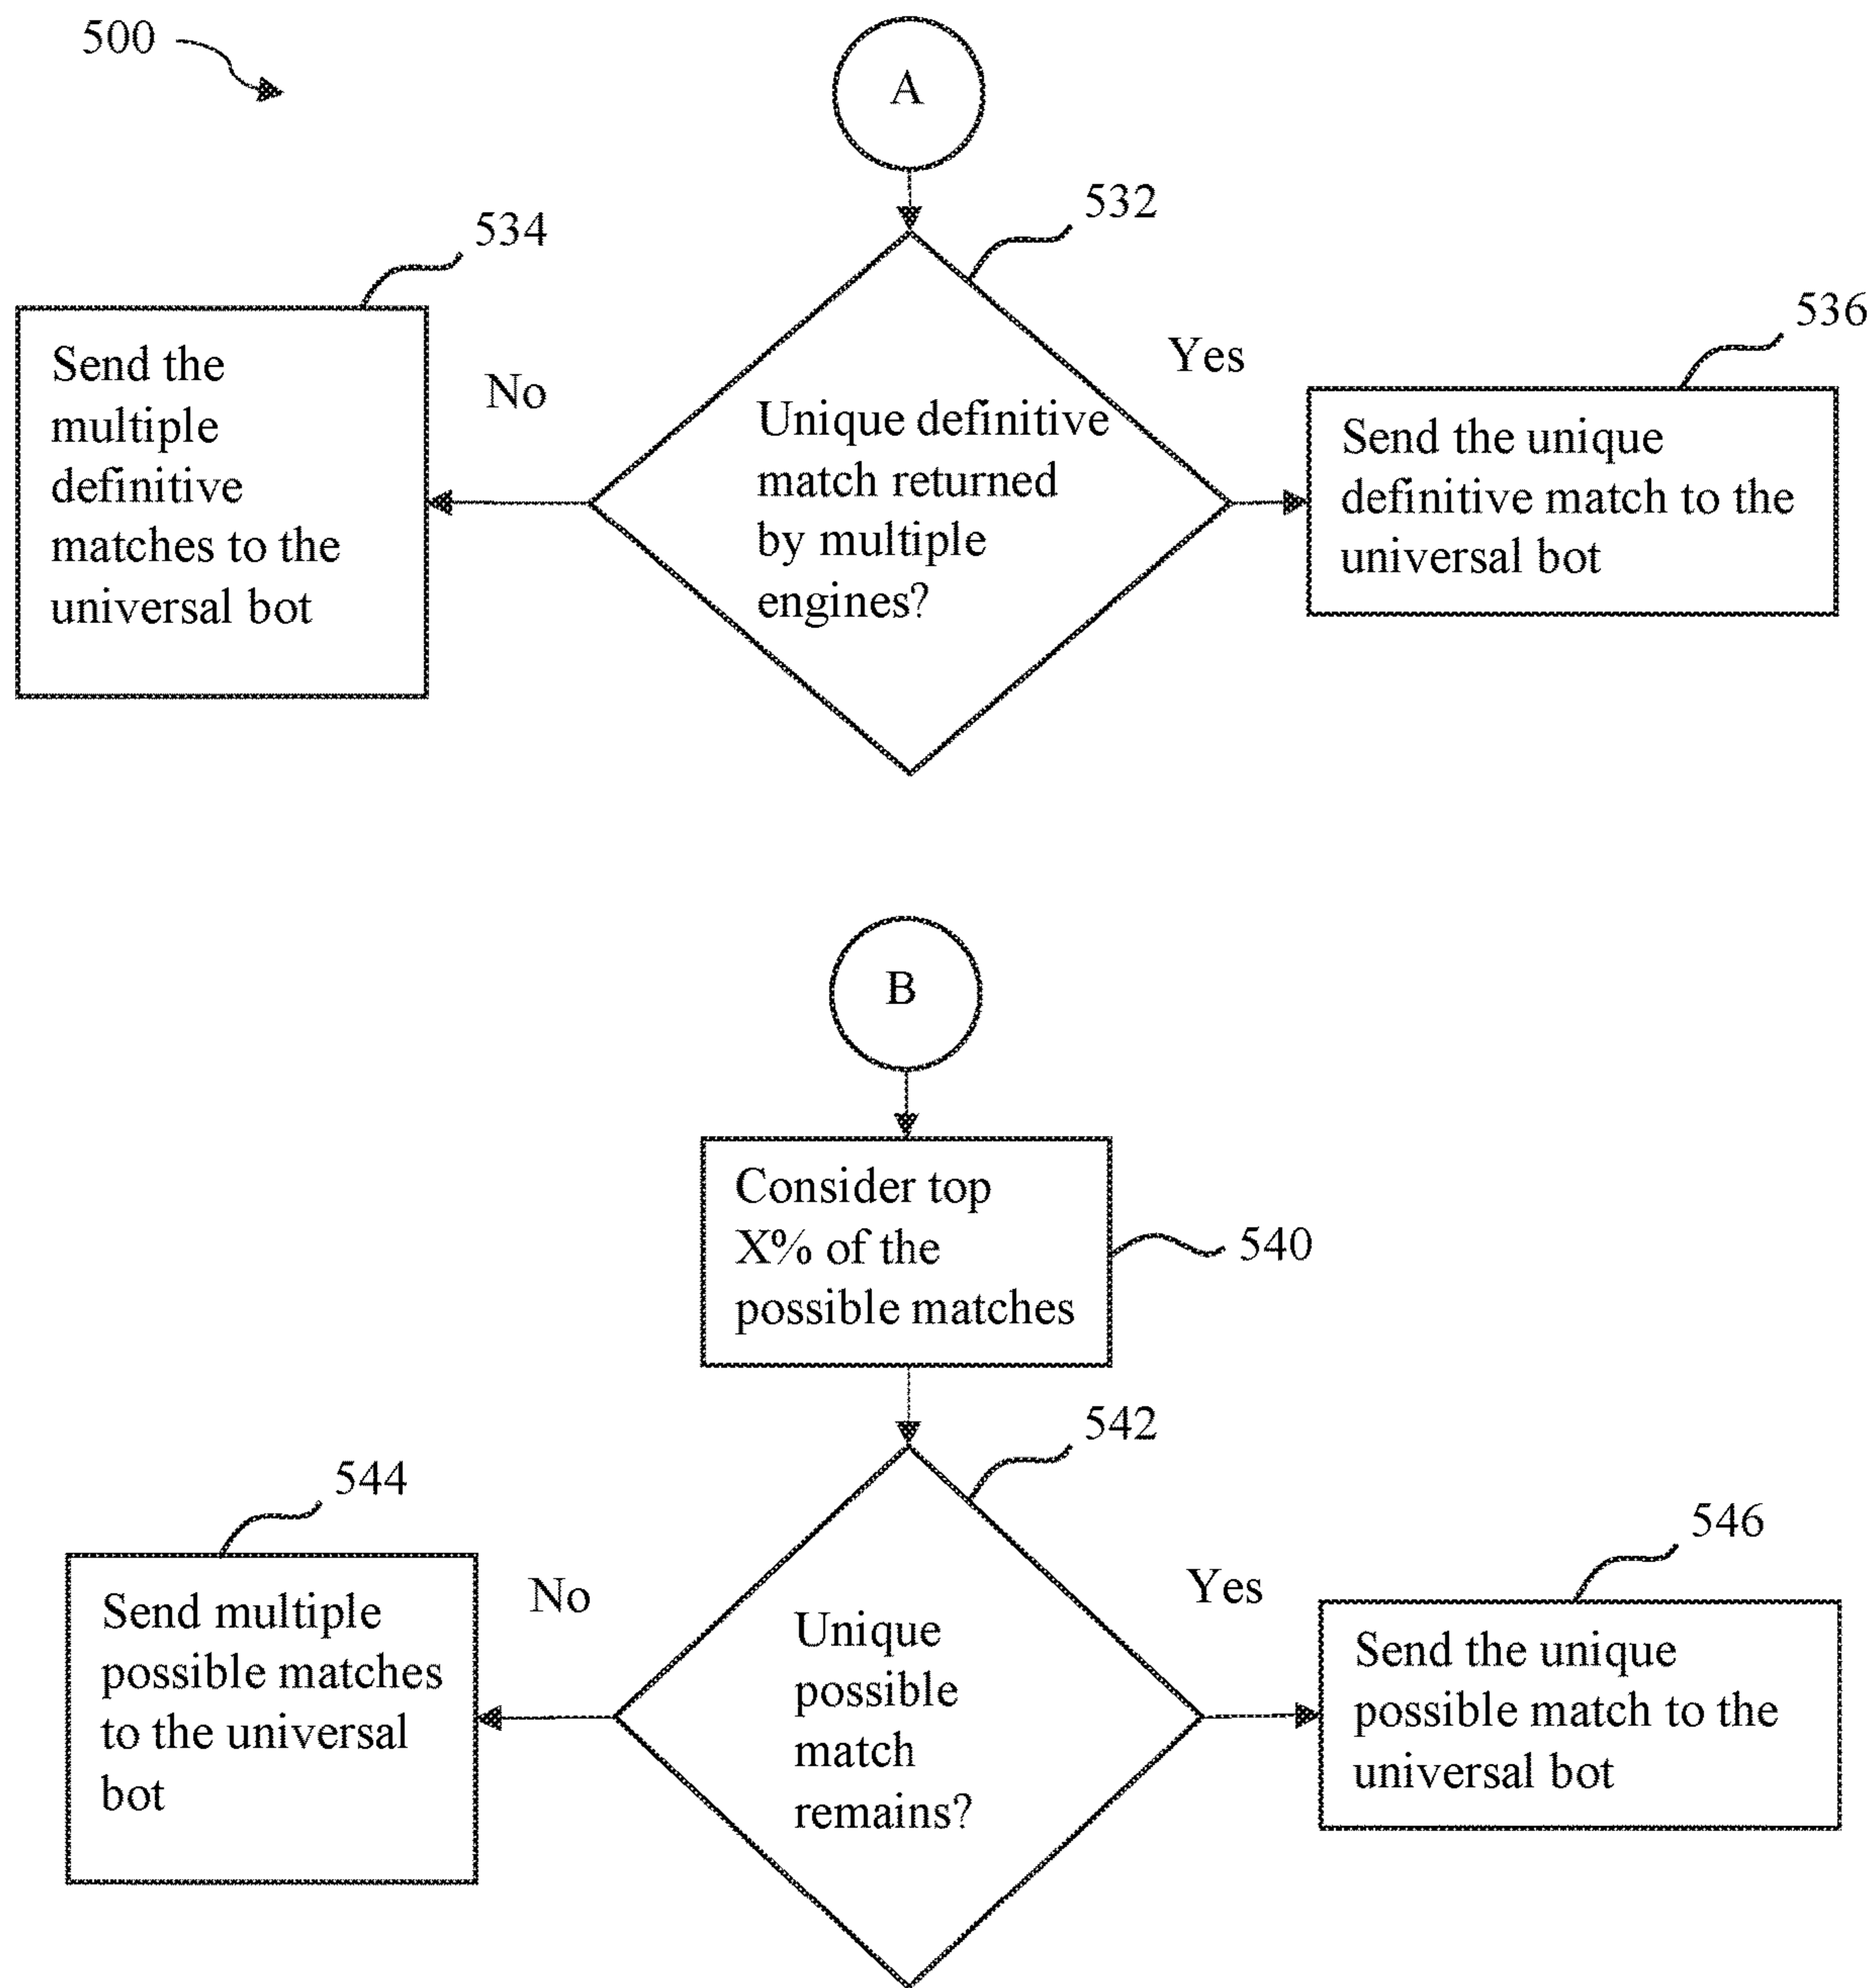 500
A
532
534
536
Send the
multiple
definitive
matches to the
universal bot
No
Unique definitive
match returned
by multiple
engines?
Yes
Send the unique
definitive match to the
universal bot
B
Consider top
X% of the
possible matches
540
542
544
546
Send multiple
possible matches
to the universal
bot
No
Unique
possible
match
remains?
Yes
Send the unique
possible match to the
universal bot